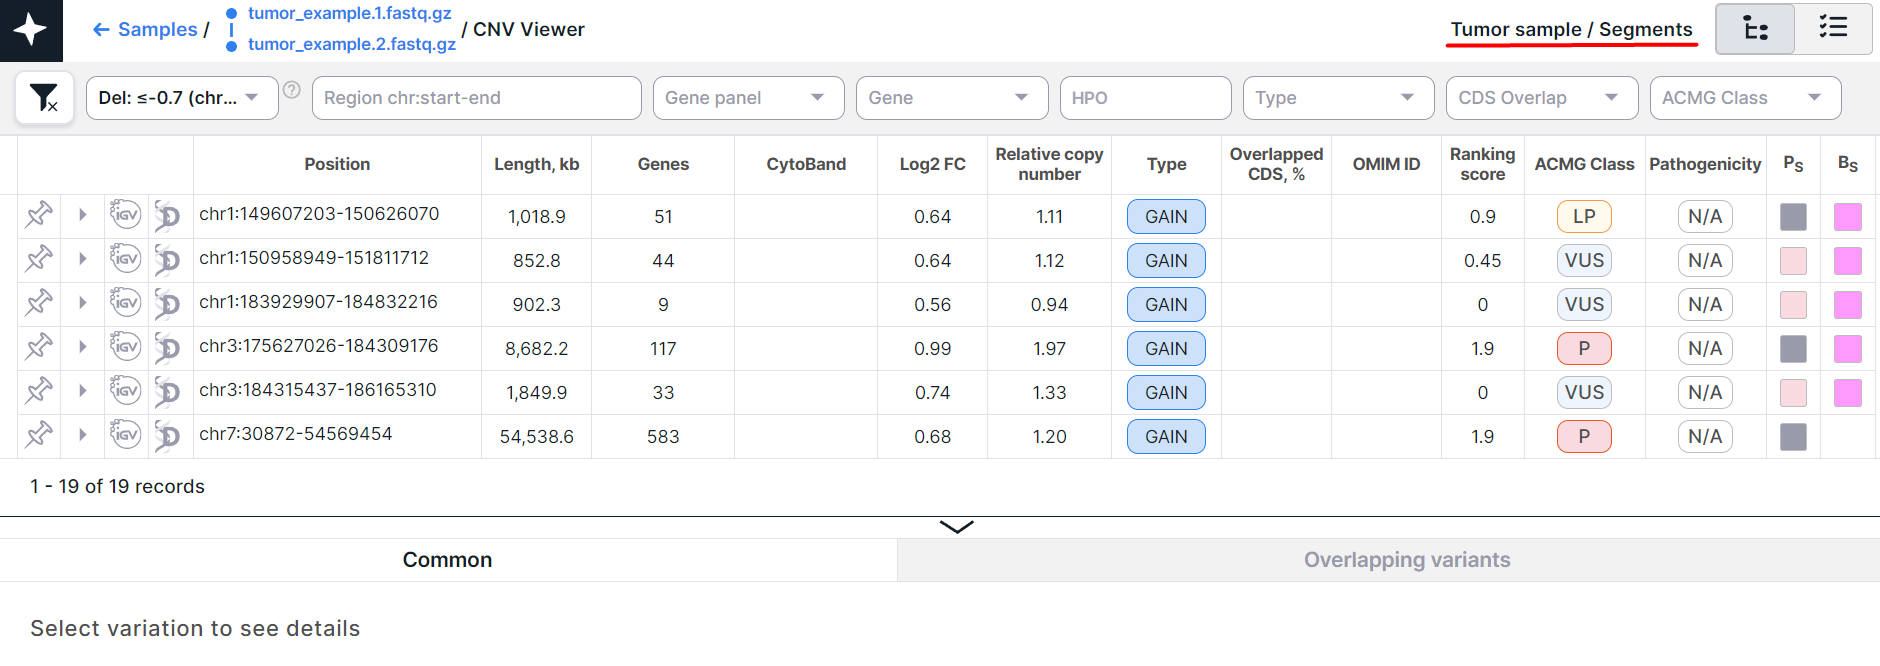 tumor_example.1.fastq.gz
← Samples / / CNV Viewer
tumor_example.2.fastq.gz
Tumor sample / Segments
Del: ≤-0.7 (chr... ? Region chr:start-end Gene panel Gene HPO Type CDS Overlap ACMG Class
Position Length, kb Genes CytoBand Log2 FC Relative copy number Type Overlapped CDS, % OMIM ID Ranking score ACMG Class Pathogenicity PS BS
IGV D chr1:149607203-150626070 1,018.9 51 0.64 1.11 GAIN 0.9 LP N/A
IGV D chr1:150958949-151811712 852.8 44 0.64 1.12 GAIN 0.45 VUS N/A
IGV D chr1:183929907-184832216 902.3 9 0.56 0.94 GAIN 0 VUS N/A
IGV D chr3:175627026-184309176 8,682.2 117 0.99 1.97 GAIN 1.9 P N/A
IGV D chr3:184315437-186165310 1,849.9 33 0.74 1.33 GAIN 0 VUS N/A
IGV D chr7:30872-54569454 54,538.6 583 0.68 1.20 GAIN 1.9 P N/A
1 - 19 of 19 records
Common Overlapping variants
Select variation to see details